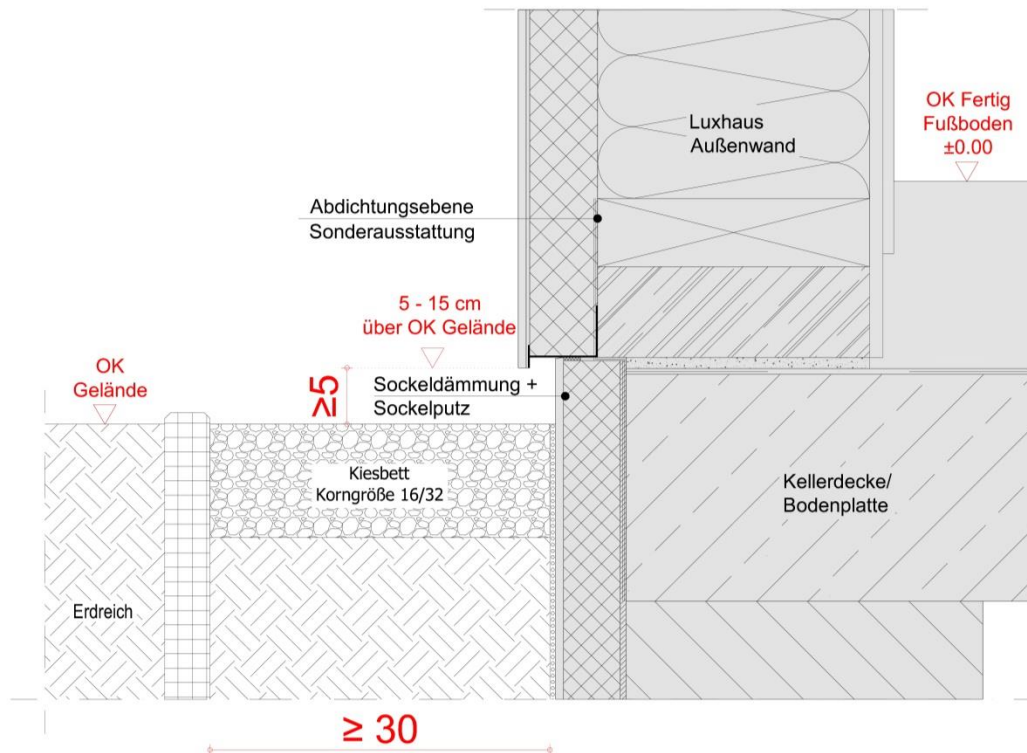 OK Fertig
Fußboden
±0.00
Luxhaus
Außenwand
Abdichtungsebene
Sonderausstattung
5 - 15 cm
über OK Gelände
OK
Gelände
≥5
Sockeldämmung +
Sockelputz
Kiesbett
Korngröße 16/32
Kellerdecke/
Bodenplatte
Erdreich
≥ 30